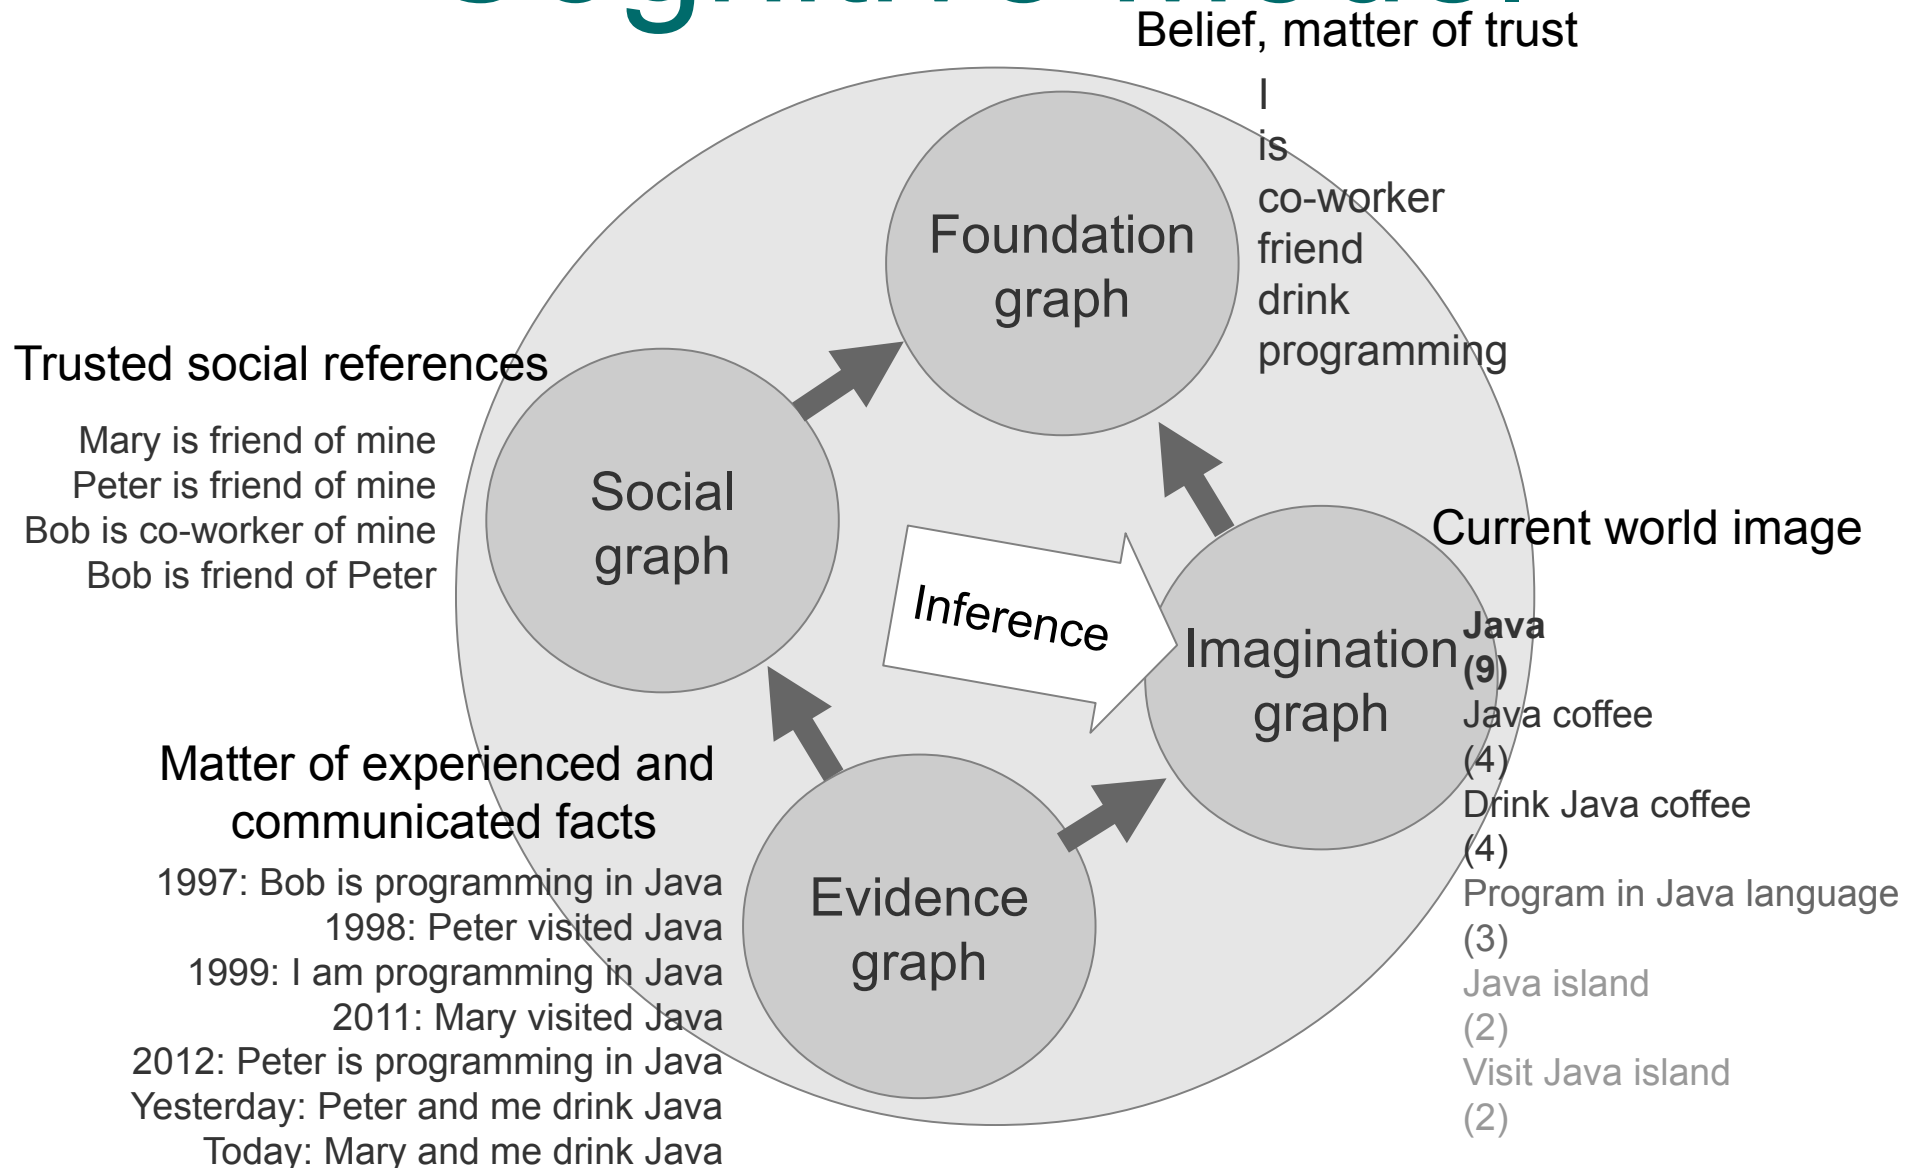 Cognitive Model
Belief, matter of trust
I
is
co-worker
friend
drink
programming
Foundation
graph
Trusted social references
Mary is friend of mine
Peter is friend of mine
Bob is co-worker of mine
Bob is friend of Peter
Social
graph
Inference
Current world image
Imagination
graph
Java
(9)
Java coffee
(4)
Drink Java coffee
(4)
Program in Java language
(3)
Java island
(2)
Visit Java island
(2)
Matter of experienced and
communicated facts
1997: Bob is programming in Java
1998: Peter visited Java
1999: I am programming in Java
2011: Mary visited Java
2012: Peter is programming in Java
Yesterday: Peter and me drink Java
Today: Mary and me drink Java
Evidence
graph